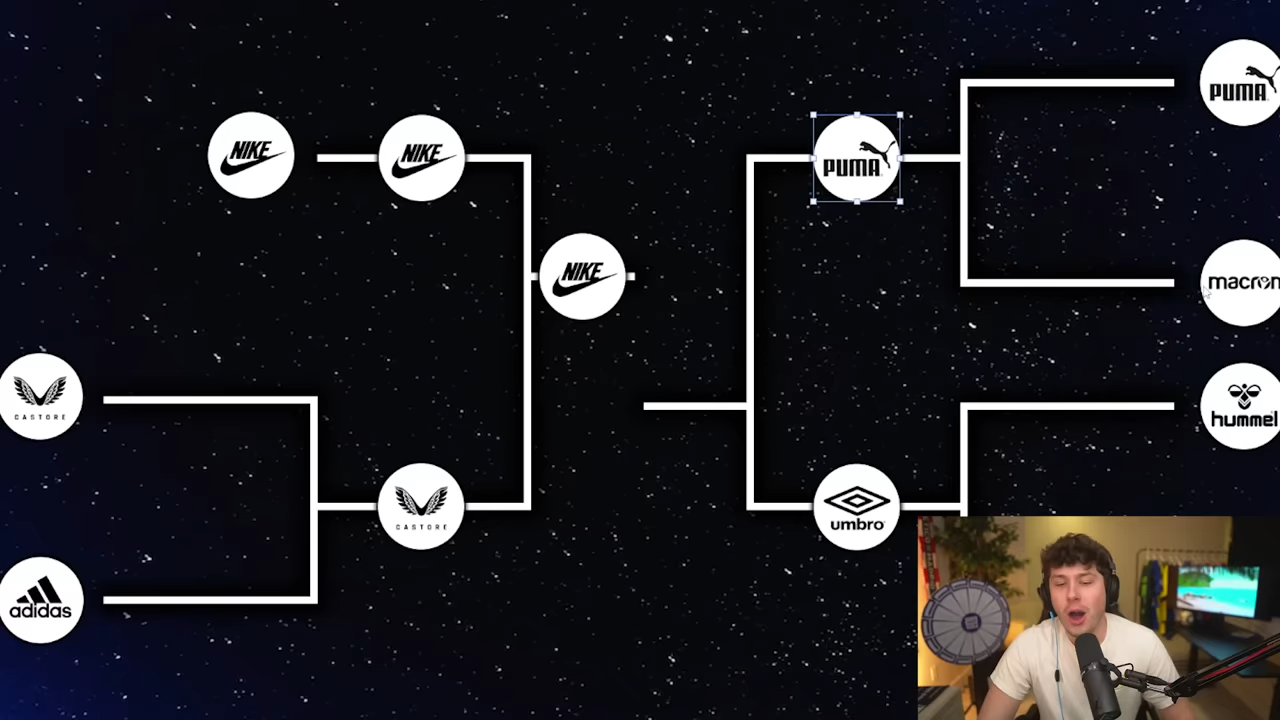 PUMA
NIKE
NIKE
PUMA
NIKE
macron
CASTORE
hummel
CASTORE
umbro
adidas